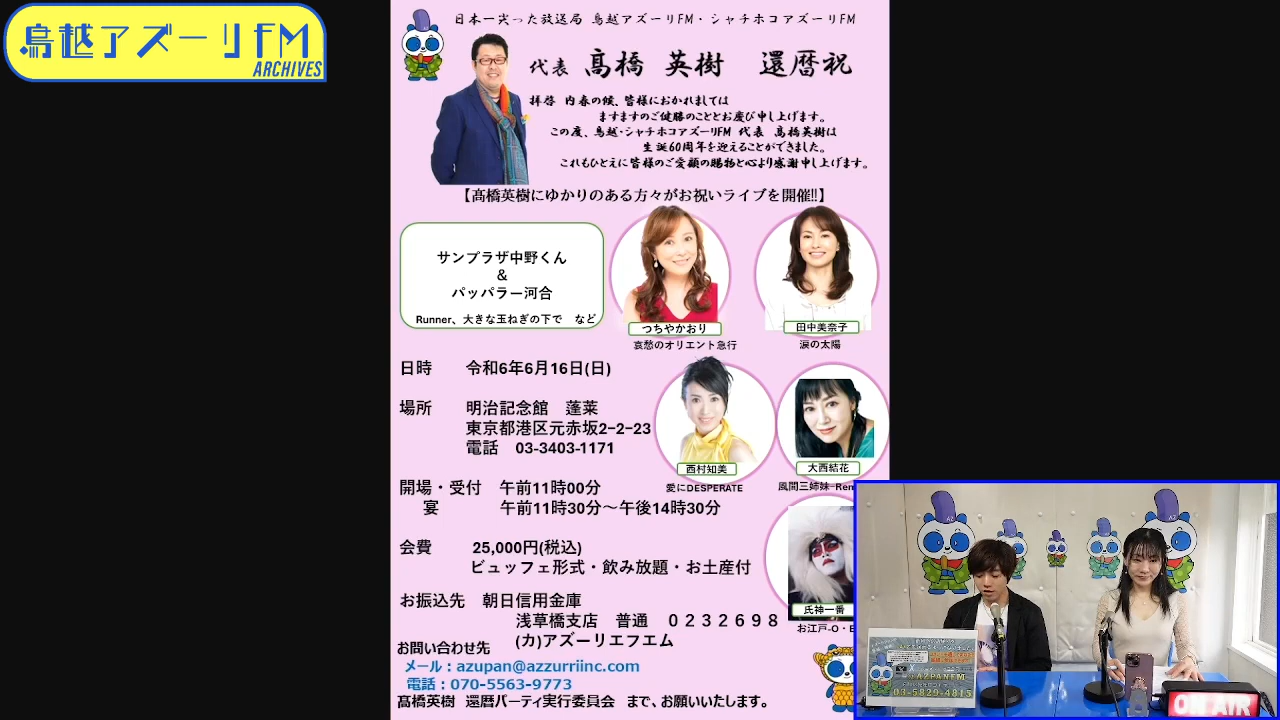 鳥越アズーリFM
ARCHIVES
日本一尖った放送局 鳥越アズーリFM・シャチホコアズーリFM
代表 髙橋 英樹 還暦祝
拝啓 内春の候、皆様におかれましては
ますますのご健勝のこととお慶び申し上げます。
この度、鳥越・シャチホコアズーリFM 代表 髙橋英樹は
生誕60周年を迎えることができました。
これもひとえに皆様のご愛顧の賜物と心より感謝申し上げます。
【髙橋英樹にゆかりのある方々がお祝いライブを開催!!】
サンプラザ中野くん
&
パッパラー河合
Runner、大きな玉ねぎの下で など
つちやかおり
哀愁のオリエント急行
田中美奈子
涙の太陽
日時 令和6年6月16日(日)
場所 明治記念館 蓬莱
東京都港区元赤坂2−2−23
電話 03-3403-1171
西村知美
愛にDESPERATE
大西結花
風間三姉妹
開場・受付 午前11時00分
宴 午前11時30分〜午後14時30分
会費 25,000円(税込)
ビュッフェ形式・飲み放題・お土産付
氏神一番
お江戸-O・E
お振込先 朝日信用金庫
浅草橋支店 普通 0232698
(カ)アズーリエフエム
お問い合わせ先
メール：azupan@azzurriinc.com
電話：070-5563-9773
髙橋英樹 還暦パーティ実行委員会 まで、お願いいたします。
@AZPANFM
03-5829-4815
ON AIR